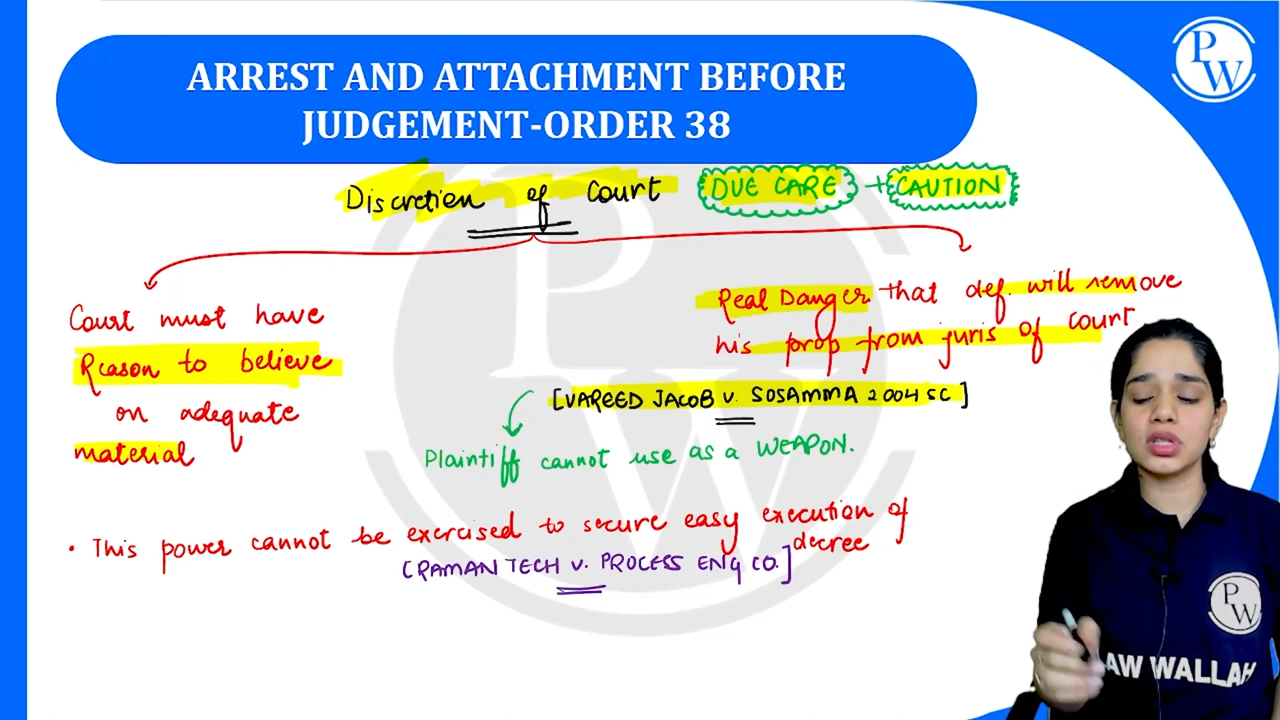 ARREST AND ATTACHMENT BEFORE
JUDGEMENT-ORDER 38
PW
Discretion of Court DUE CARE + CAUTION
Court must have
Reason to believe
on adequate
material
Real Danger that def. will remove
his prop from juris of Court
[VAREED JACOB v. SOSAMMA 2004 SC]
Plaintiff cannot use as a WEAPON.
• This power cannot be exercised to secure easy execution of
decree
[RAMAN TECH v. PROCESS ENG CO.]
PW
PW
AW WALLAH